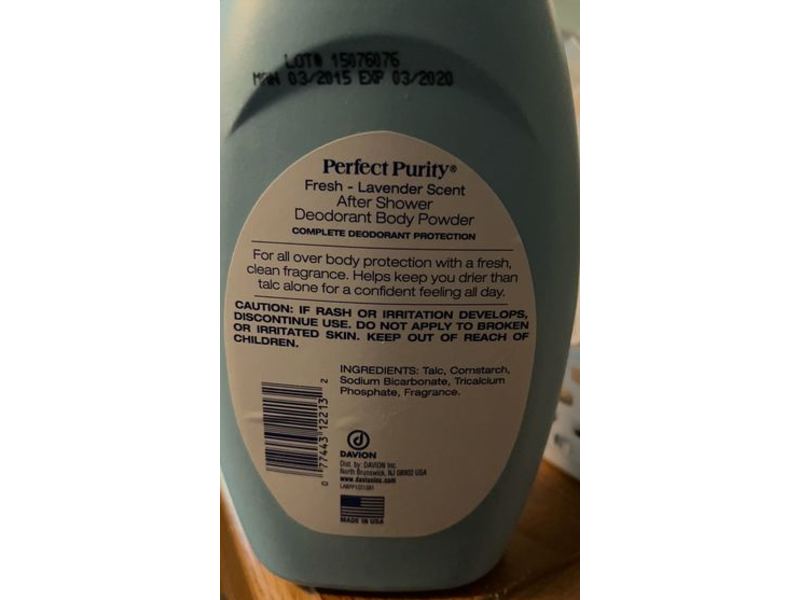 LOT# 15076076
MAN 03/2015 EXP 03/2020
Perfect Purity®
Fresh - Lavender Scent
After Shower
Deodorant Body Powder
COMPLETE DEODORANT PROTECTION
For all over body protection with a fresh,
clean fragrance. Helps keep you drier than
talc alone for a confident feeling all day.
CAUTION: IF RASH OR IRRITATION DEVELOPS,
DISCONTINUE USE. DO NOT APPLY TO BROKEN
OR IRRITATED SKIN. KEEP OUT OF REACH OF
CHILDREN.
INGREDIENTS: Talc, Cornstarch,
Sodium Bicarbonate, Tricalcium
Phosphate, Fragrance.
0 77443 12213 2
d
DAVION
Dist. by: DAVION Inc.
North Brunswick, NJ 08902 USA
www.davioninc.com
MADE IN USA